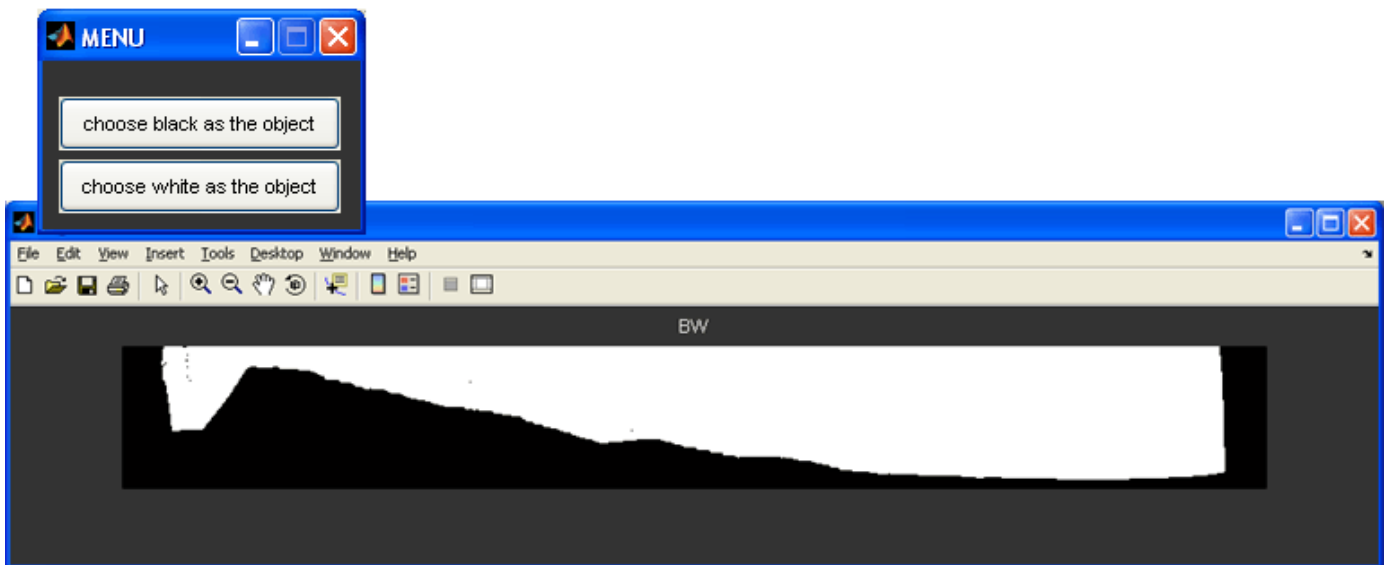 MENU
choose black as the object
choose white as the object
File Edit View Insert Tools Desktop Window Help
BW